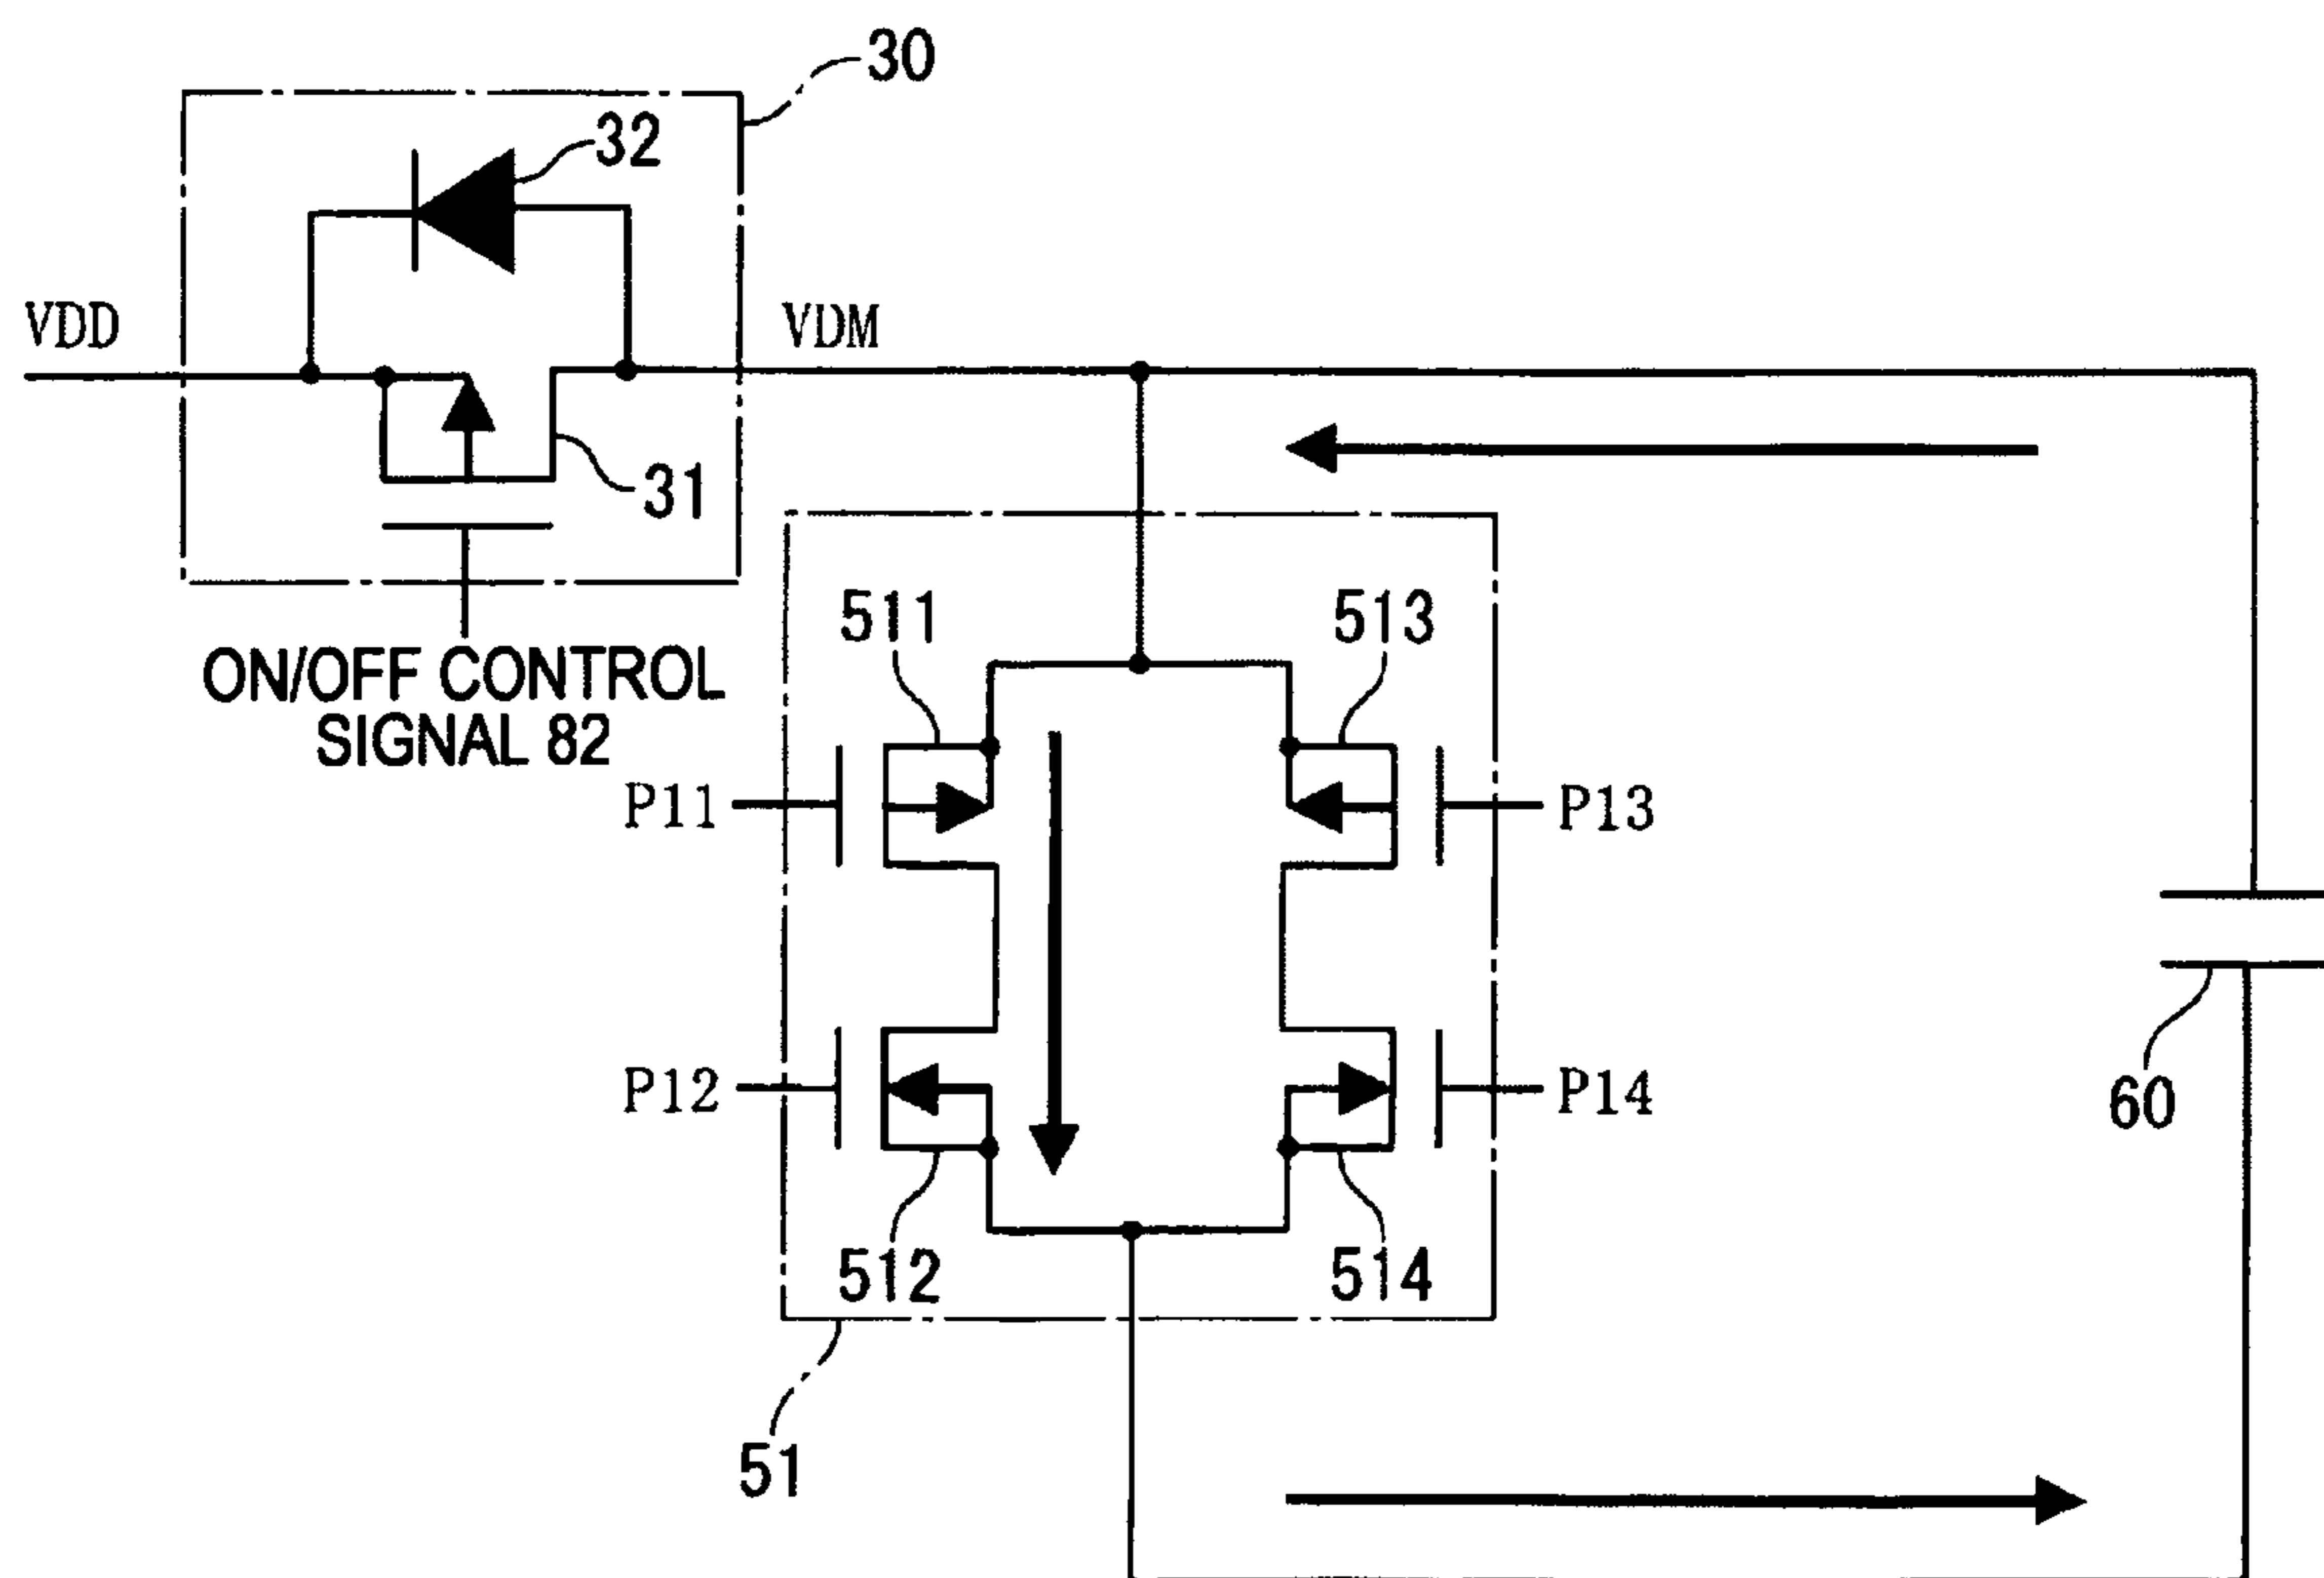 30
32
VDD
VDM
31
ON/OFF CONTROL
SIGNAL 82
511
513
P11
P13
P12
P14
60
512
514
51